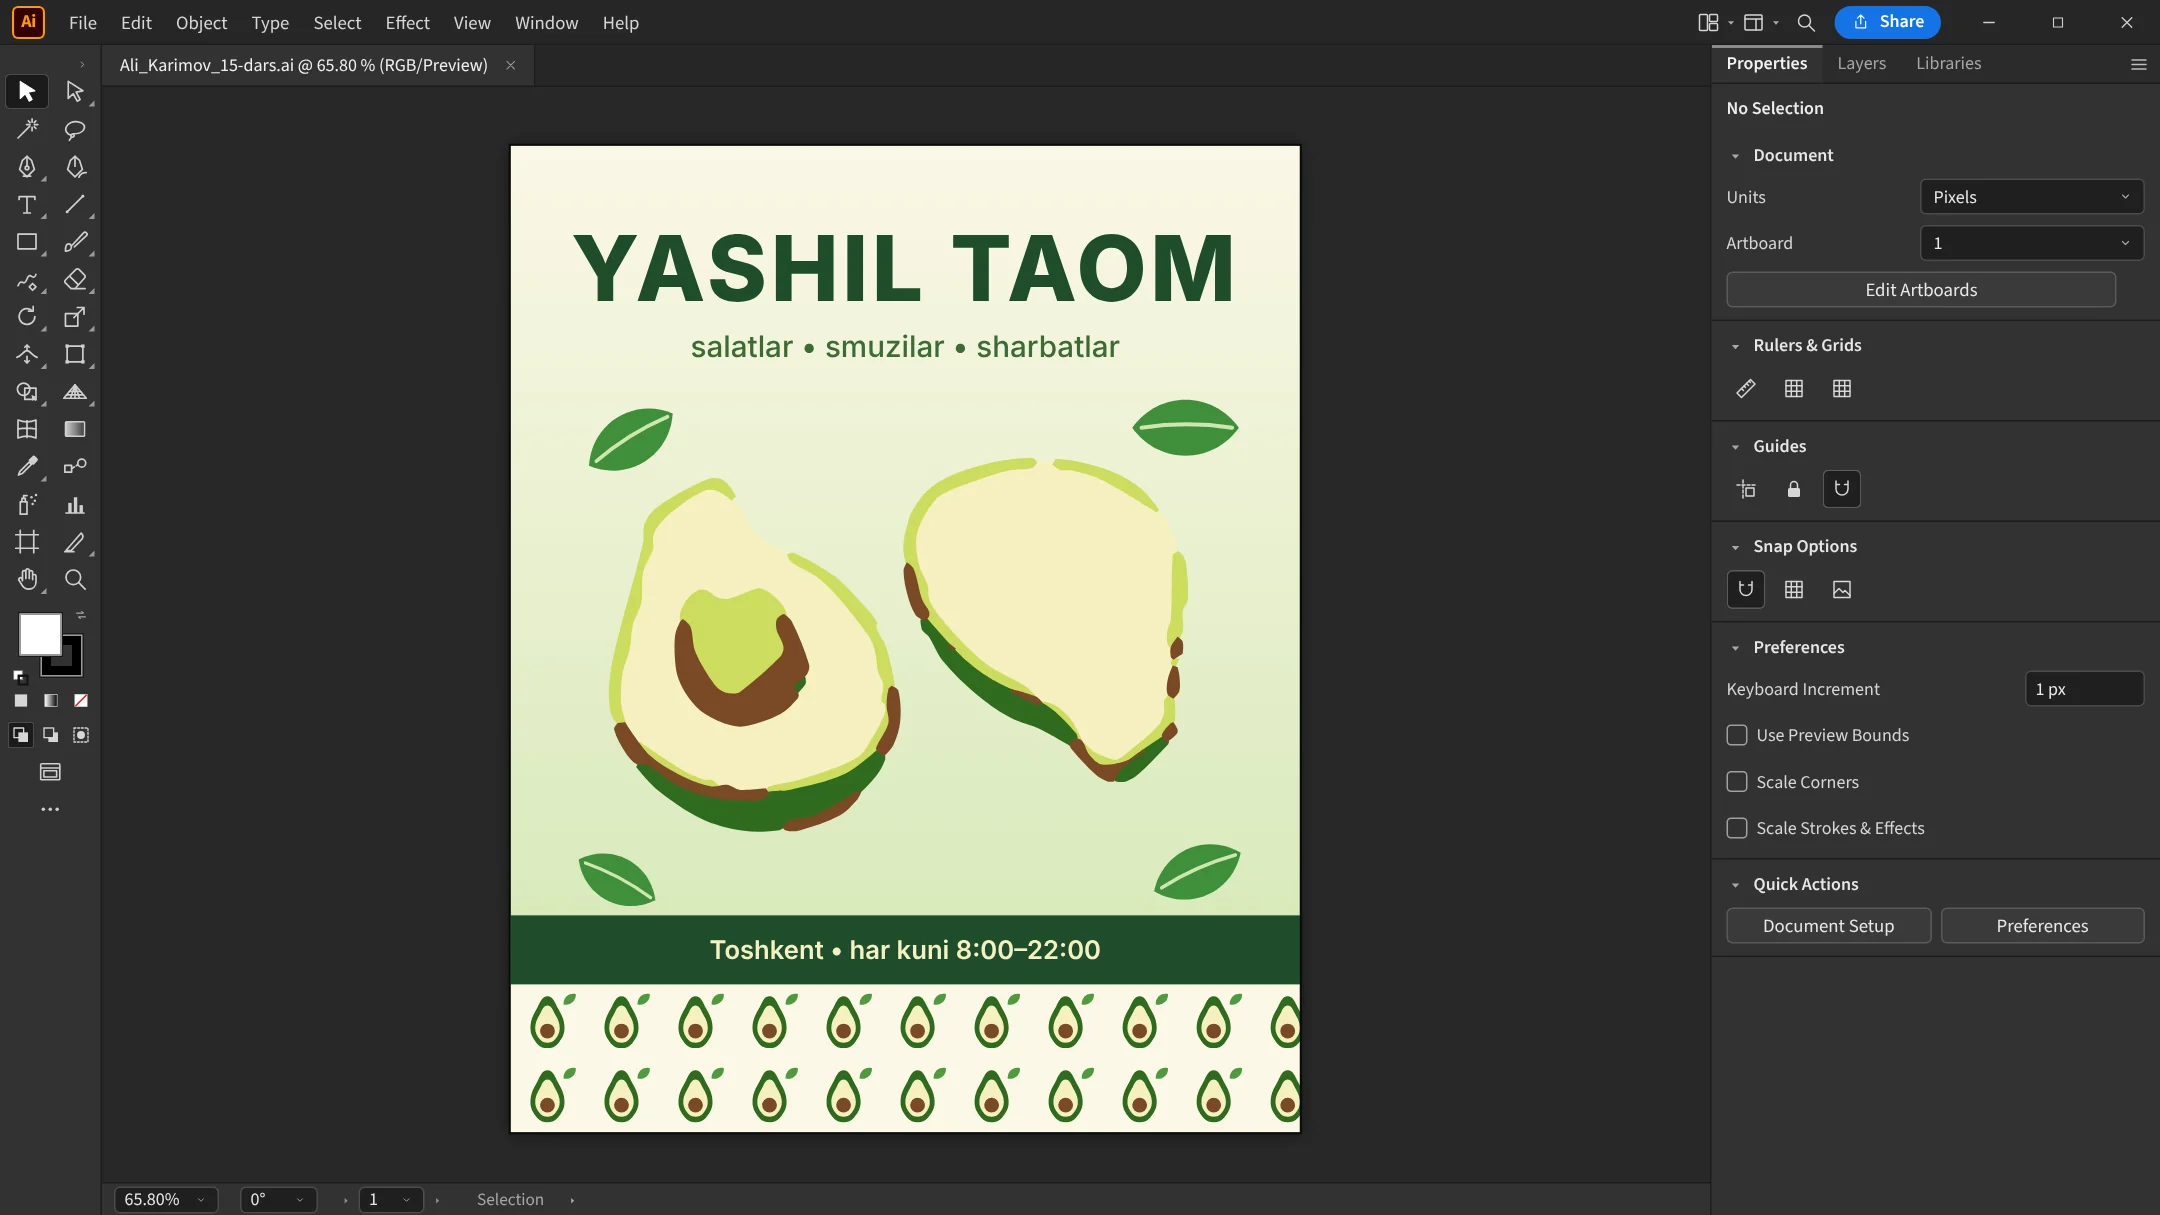 Ai File Edit Object Type Select Effect View Window Help Share
Ali_Karimov_15-dars.ai @ 65.80 % (RGB/Preview)
YASHIL TAOM
salatlar • smuzilar • sharbatlar
Toshkent • har kuni 8:00–22:00
65.80% 0° 1 Selection
Properties Layers Libraries
No Selection
Document
Units Pixels
Artboard 1
Edit Artboards
Rulers & Grids
Guides
Snap Options
Preferences
Keyboard Increment 1 px
Use Preview Bounds
Scale Corners
Scale Strokes & Effects
Quick Actions
Document Setup Preferences